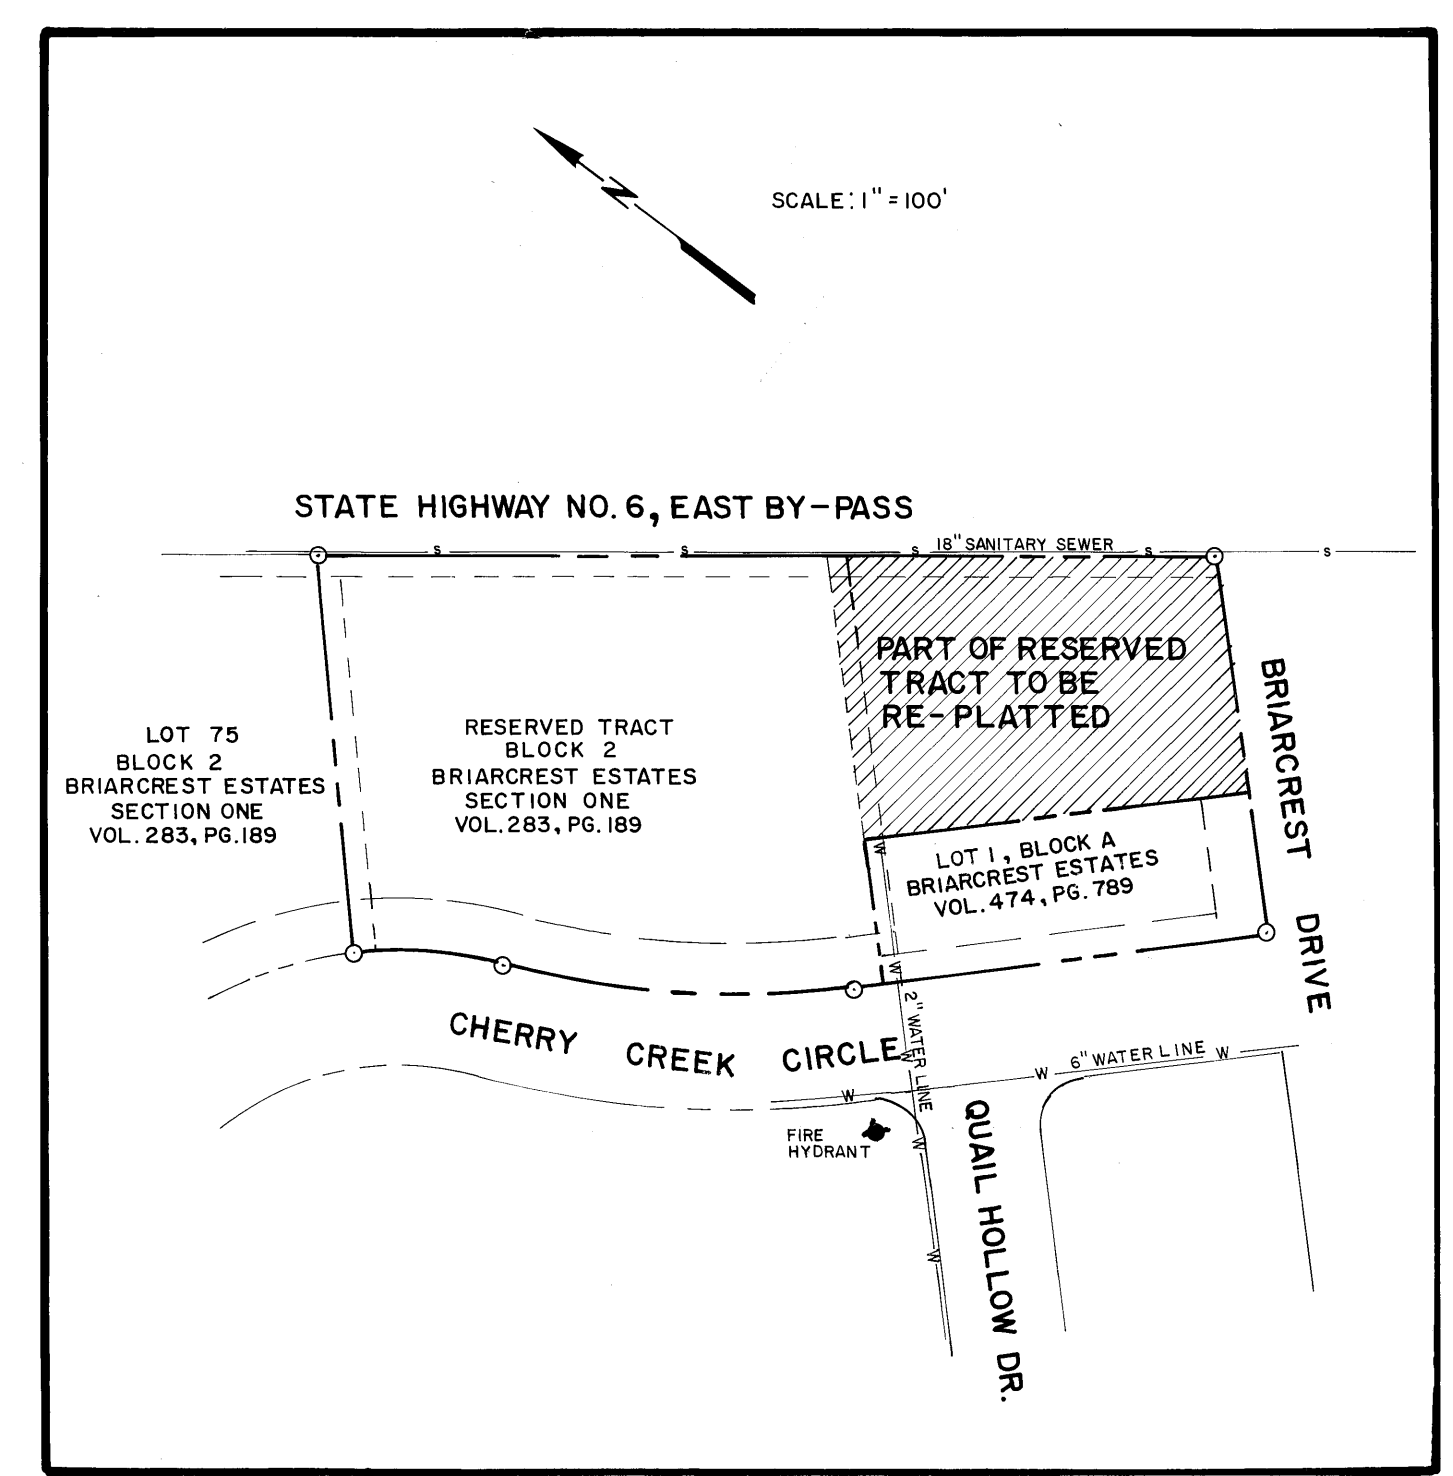 N
SCALE: 1" = 100'
STATE HIGHWAY NO. 6, EAST BY-PASS
S
S
S
18" SANITARY SEWER
S
S
PART OF RESERVED
TRACT TO BE
RE-PLATTED
LOT 75
BLOCK 2
BRIARCREST ESTATES
SECTION ONE
VOL. 283, PG. 189
RESERVED TRACT
BLOCK 2
BRIARCREST ESTATES
SECTION ONE
VOL. 283, PG. 189
BRIARCREST DRIVE
W
LOT 1, BLOCK A
BRIARCREST ESTATES
VOL. 474, PG. 789
W
2" WATER LINE
CHERRY CREEK CIRCLE
W
W
W
6" WATER LINE
W
FIRE
HYDRANT
W
W
QUAIL HOLLOW DR.